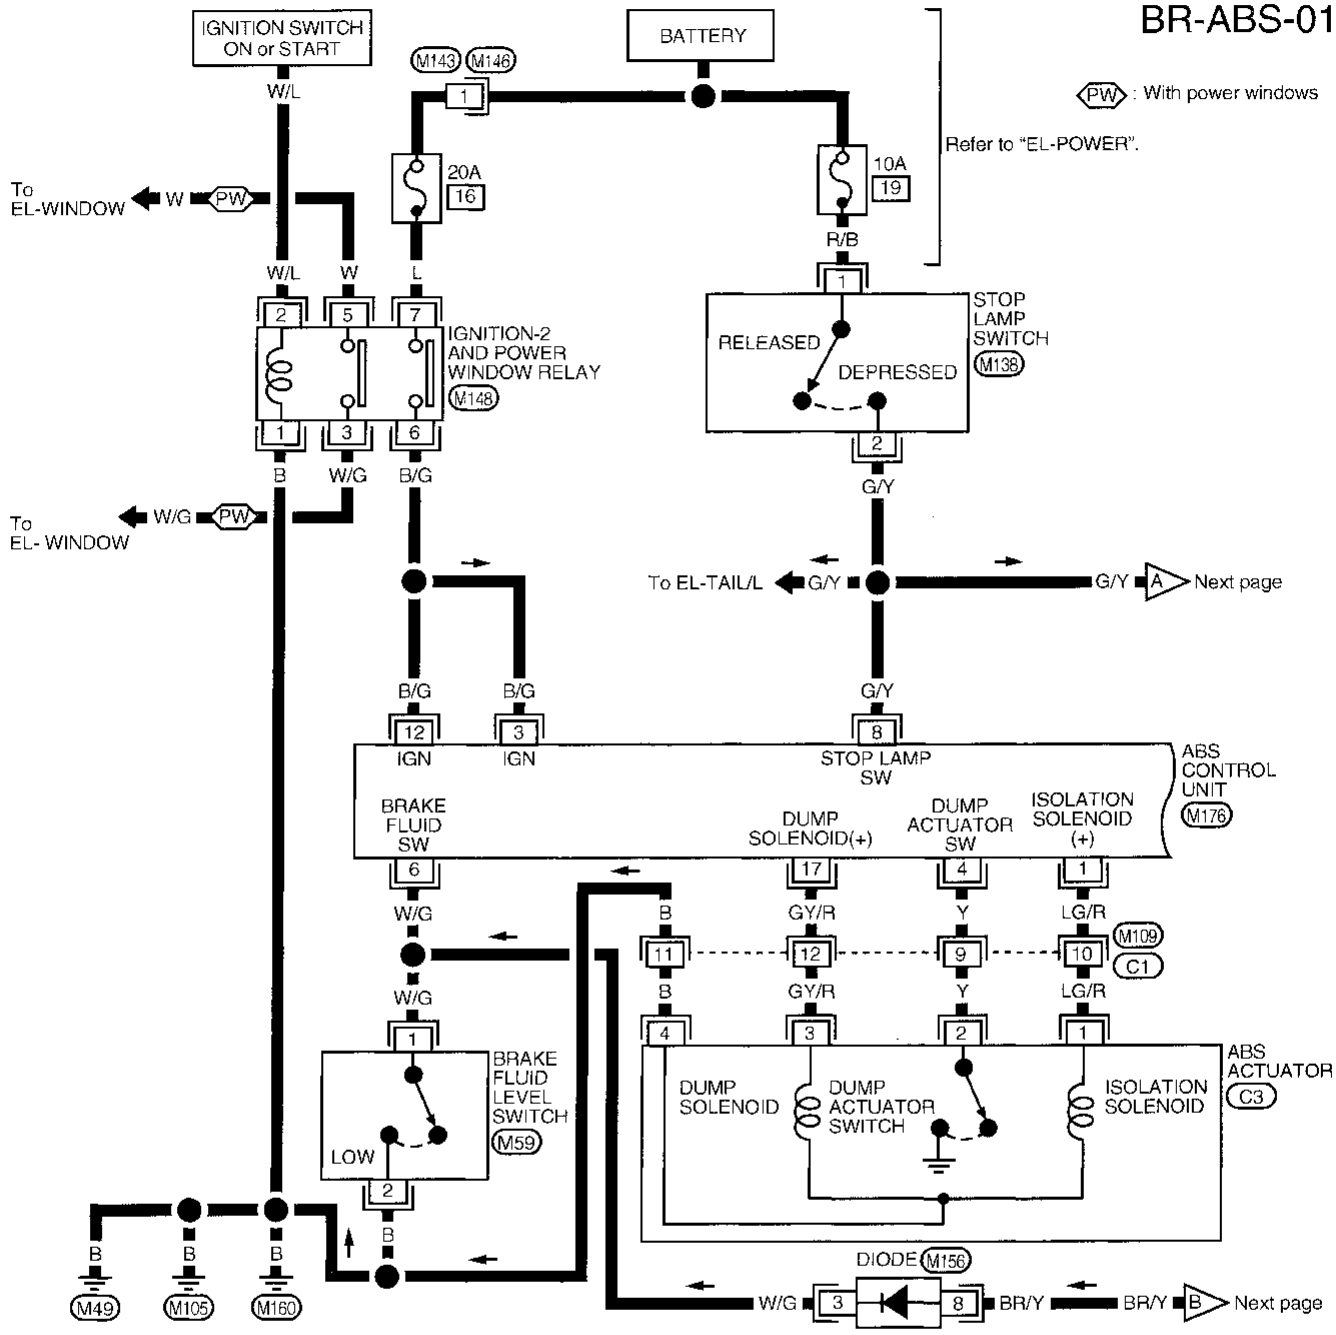 BR-ABS-01
IGNITION SWITCH
ON or START
BATTERY
M143 M146
PW : With power windows
W/L
1
Refer to "EL-POWER".
20A
16
10A
19
To
EL-WINDOW
W PW
R/B
W/L W L
1
2 5 7
STOP
LAMP
SWITCH
M138
RELEASED
DEPRESSED
IGNITION-2
AND POWER
WINDOW RELAY
M148
1 3 6
2
B W/G B/G
G/Y
To
EL- WINDOW
W/G PW
To EL-TAIL/L G/Y
G/Y A Next page
B/G B/G G/Y
12 3 8
IGN IGN STOP LAMP
SW
ABS
CONTROL
UNIT
M176
BRAKE
FLUID
SW
DUMP
SOLENOID(+)
DUMP
ACTUATOR
SW
ISOLATION
SOLENOID
(+)
6 17 4 1
W/G B GY/R Y LG/R
11 12 9 10
M109
C1
W/G B GY/R Y LG/R
1 4 3 2 1
BRAKE
FLUID
LEVEL
SWITCH
M59
LOW
DUMP
SOLENOID
DUMP
ACTUATOR
SWITCH
ISOLATION
SOLENOID
ABS
ACTUATOR
C3
2
B B B B
M49 M105 M160
DIODE M156
W/G 3 8 BR/Y BR/Y B Next page